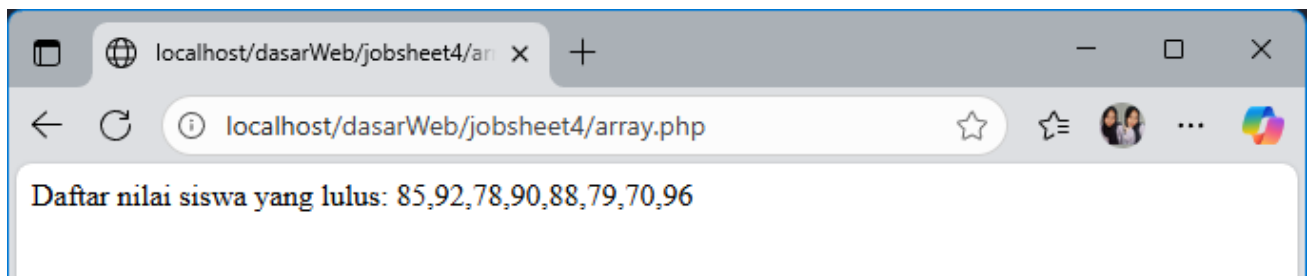 localhost/dasarWeb/jobsheet4/arr
localhost/dasarWeb/jobsheet4/array.php
Daftar nilai siswa yang lulus: 85,92,78,90,88,79,70,96